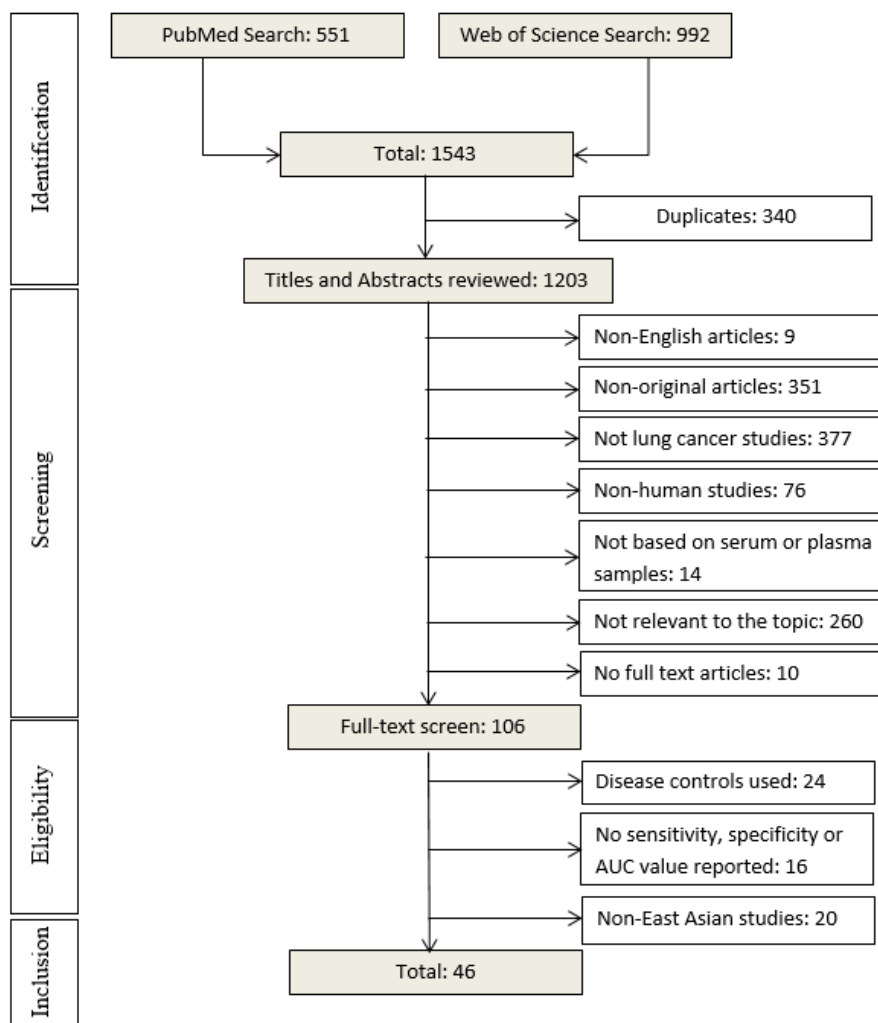 PubMed Search: 551
Web of Science Search: 992
Identification
Total: 1543
Duplicates: 340
Titles and Abstracts reviewed: 1203
Screening
Non-English articles: 9
Non-original articles: 351
Not lung cancer studies: 377
Non-human studies: 76
Not based on serum or plasma
samples: 14
Not relevant to the topic: 260
No full text articles: 10
Full-text screen: 106
Eligibility
Disease controls used: 24
No sensitivity, specificity or
AUC value reported: 16
Non-East Asian studies: 20
Inclusion
Total: 46